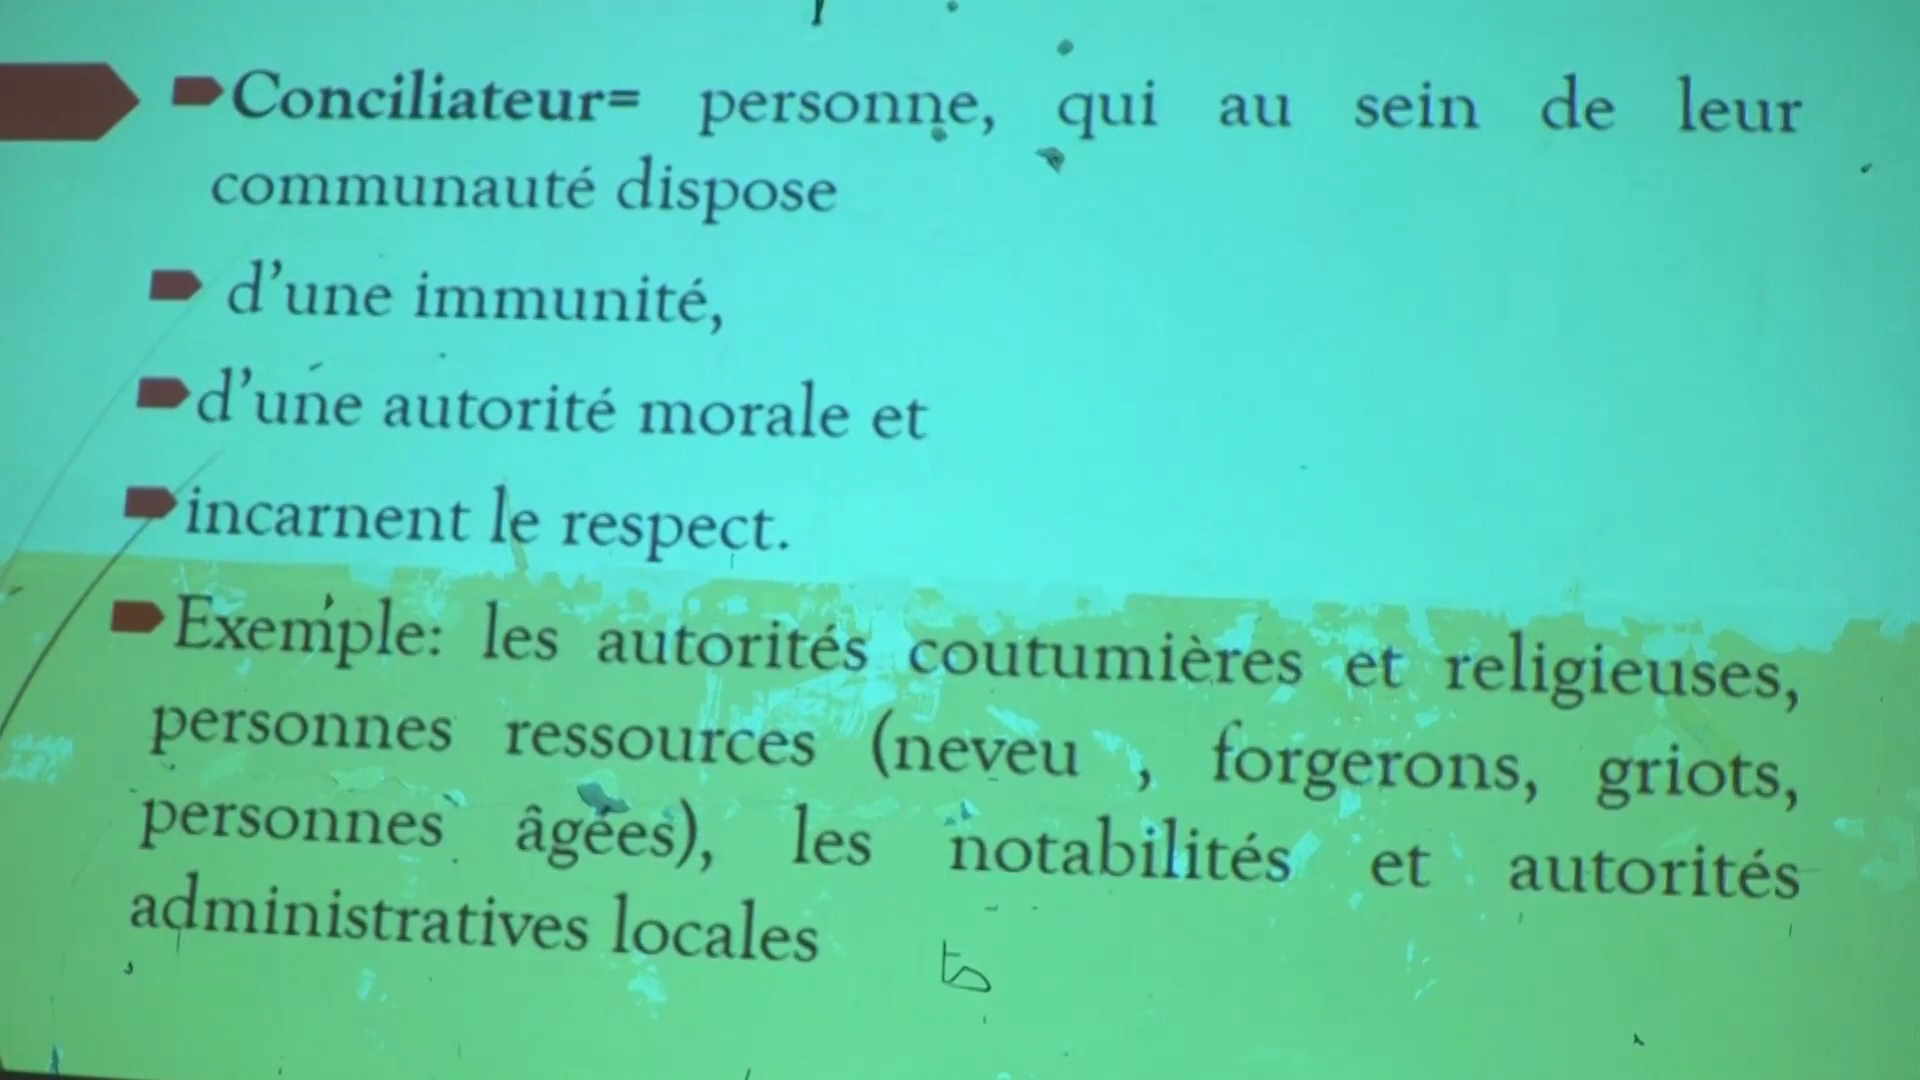 Conciliateur= personne, qui au sein de leur
communauté dispose
d'une immunité,
d'une autorité morale et
incarnent le respect.
Exemple: les autorités coutumières et religieuses,
personnes ressources (neveu , forgerons, griots,
personnes âgées), les notabilités et autorités
administratives locales